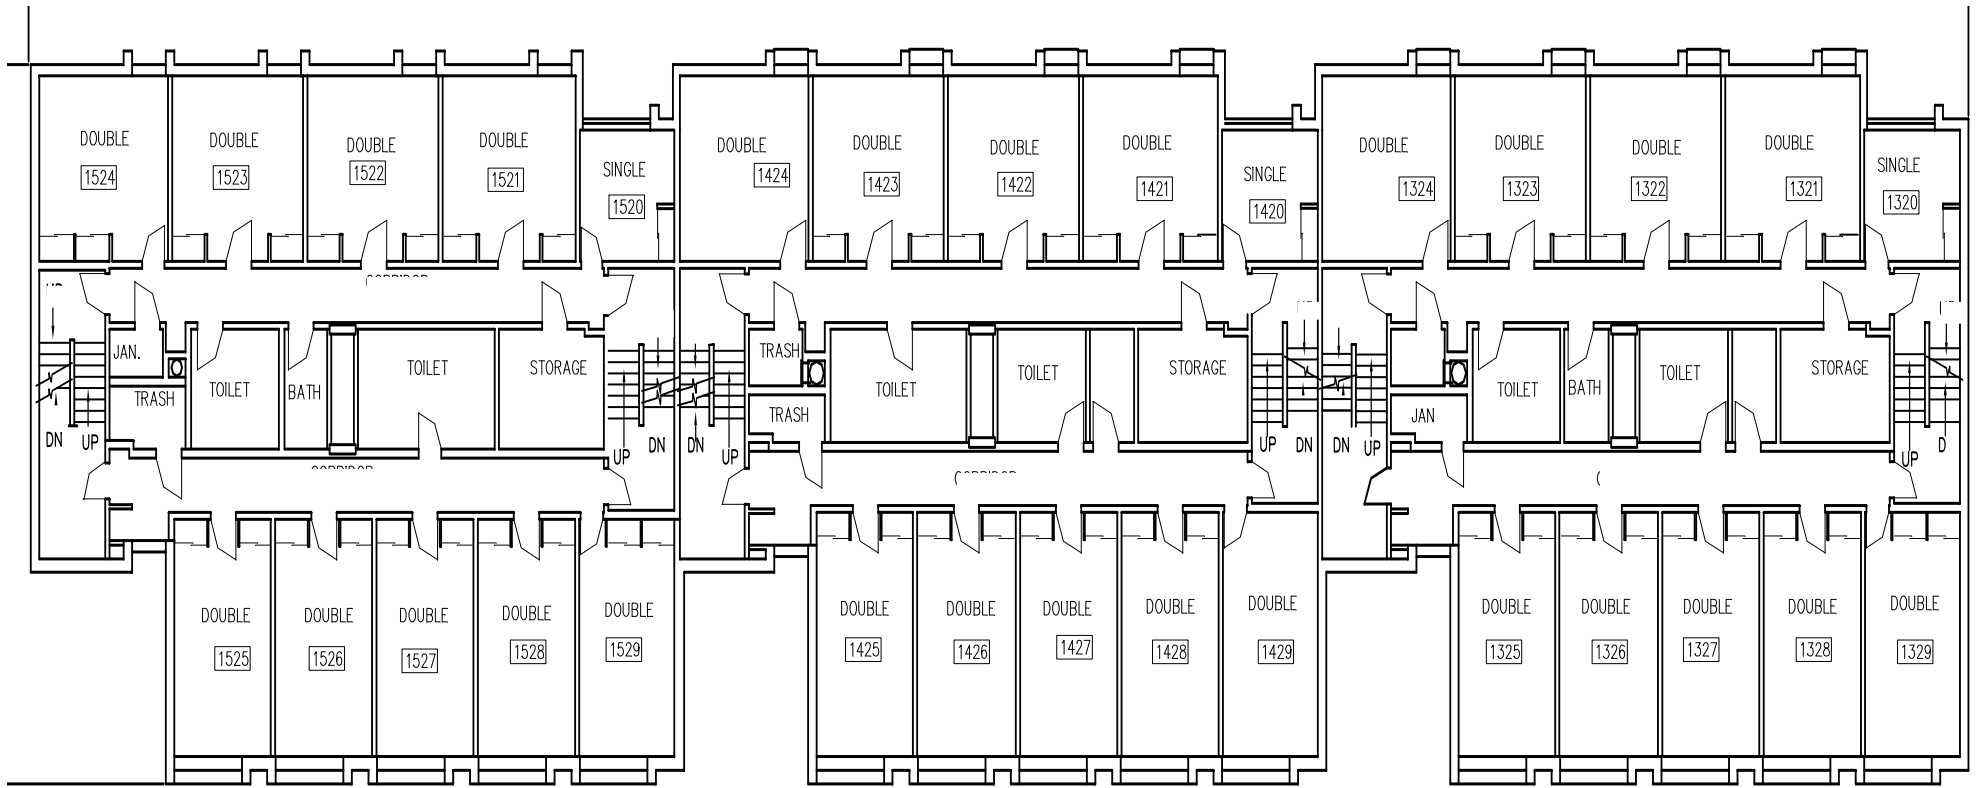 DOUBLE
1524
DOUBLE
1523
DOUBLE
1522
DOUBLE
1521
SINGLE
1520
DOUBLE
1424
DOUBLE
1423
DOUBLE
1422
DOUBLE
1421
SINGLE
1420
DOUBLE
1324
DOUBLE
1323
DOUBLE
1322
DOUBLE
1321
SINGLE
1320
CORRIDOR
JAN.
TRASH
TOILET
BATH
TOILET
STORAGE
TRASH
TRASH
TOILET
TOILET
STORAGE
JAN
TOILET
BATH
TOILET
STORAGE
DN
UP
UP
DN
DN
UP
UP
DN
DN
UP
UP
D
CORRIDOR
CORRIDOR
DOUBLE
1525
DOUBLE
1526
DOUBLE
1527
DOUBLE
1528
DOUBLE
1529
DOUBLE
1425
DOUBLE
1426
DOUBLE
1427
DOUBLE
1428
DOUBLE
1429
DOUBLE
1325
DOUBLE
1326
DOUBLE
1327
DOUBLE
1328
DOUBLE
1329